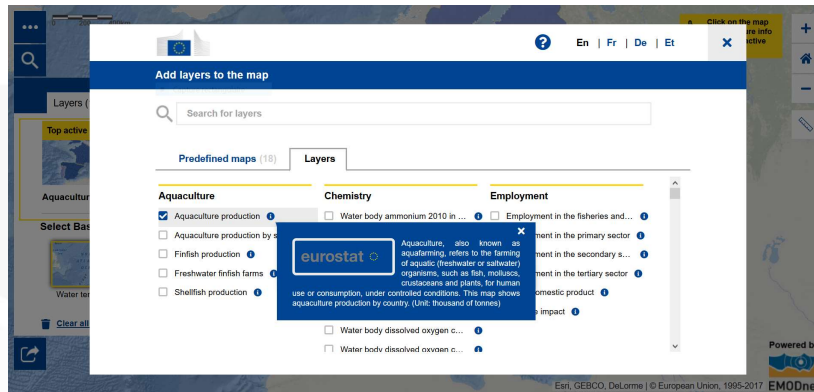 0 200 400km
Click on the map
ure info
active
En | Fr | De | Et
Add layers to the map
Search for layers
Layers (
Top active
Aquacultur
Select Bas
Water ter
Clear all
Predefined maps (18)
Layers
Aquaculture
Aquaculture production
Aquaculture production by s
Finfish production
Freshwater finfish farms
Shellfish production
Chemistry
Water body ammonium 2010 in ...
Water body dissolved oxygen c...
Water body dissolved oxygen c...
Employment
Employment in the fisheries and...
ment in the primary sector
ment in the secondary s...
ment in the tertiary sector
omestic product
e impact
eurostat
Aquaculture, also known as
aquafarming, refers to the farming
of aquatic (freshwater or saltwater)
organisms, such as fish, molluscs,
crustaceans and plants, for human
use or consumption, under controlled conditions. This map shows
aquaculture production by country. (Unit: thousand of tonnes)
Powered b
Esri, GEBCO, DeLorme | © European Union, 1995-2017
EMODne